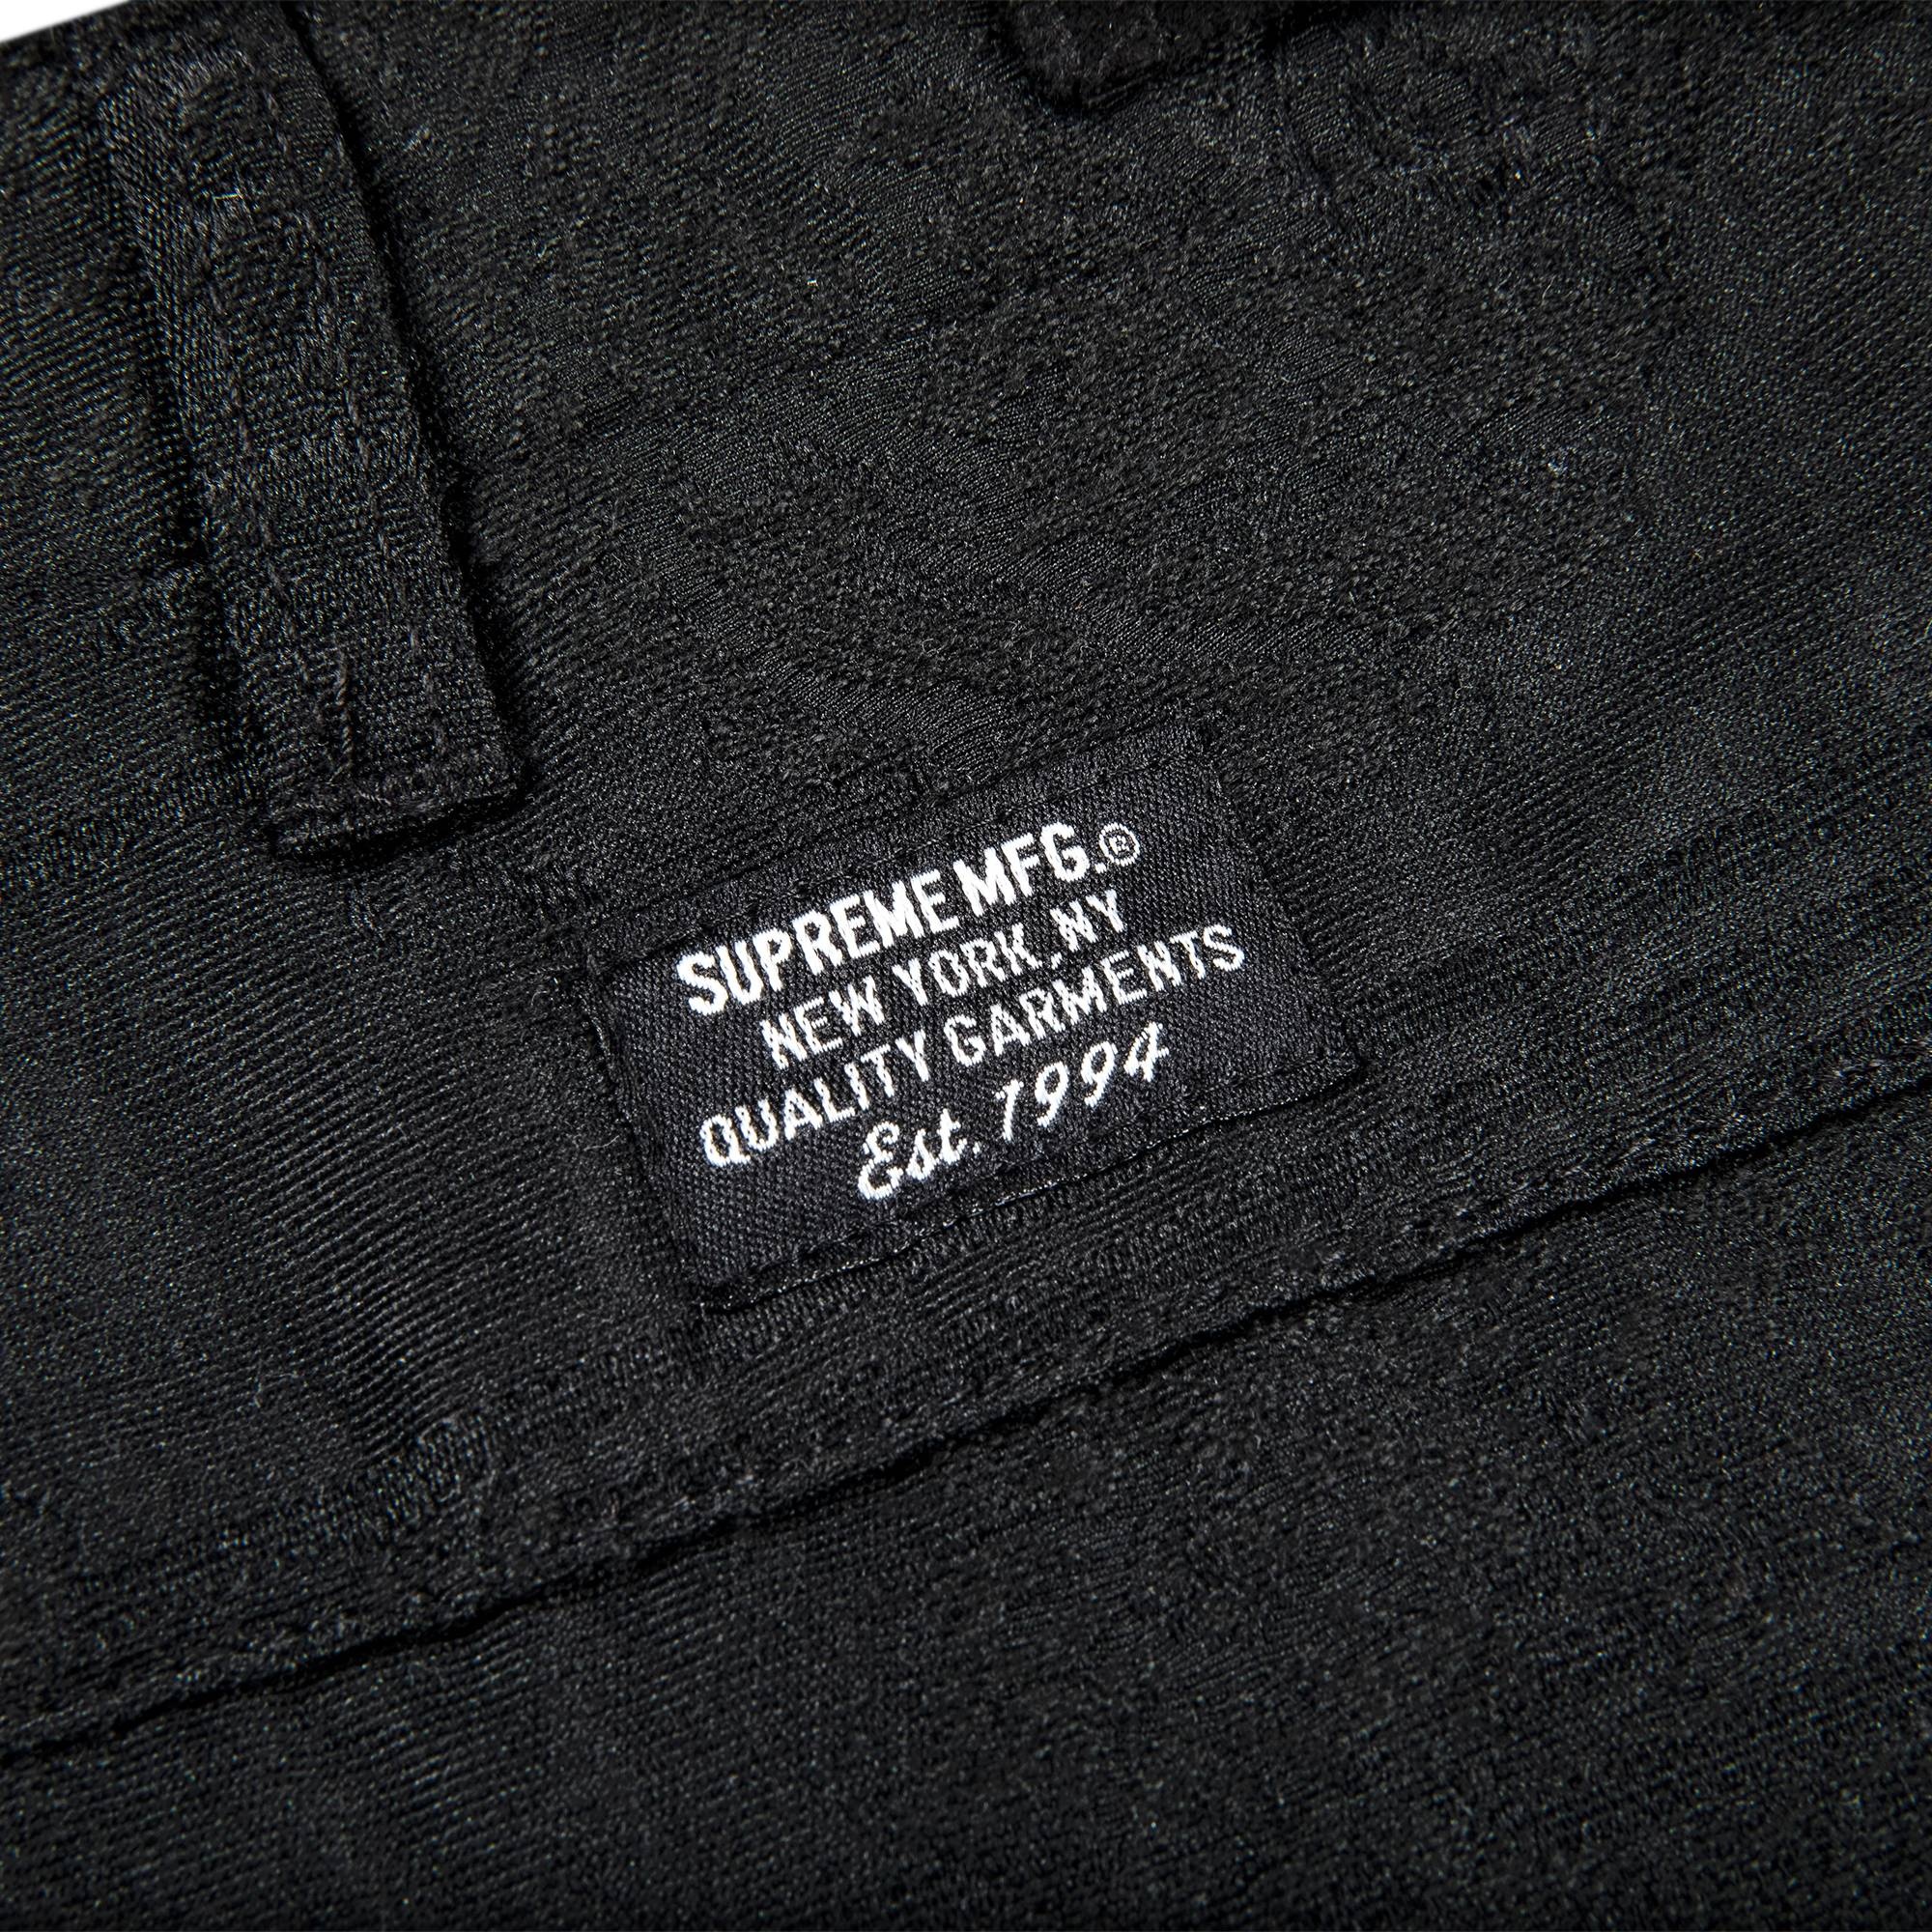 SUPREME MFG.®
NEW YORK, NY
QUALITY GARMENTS
Est. 1994